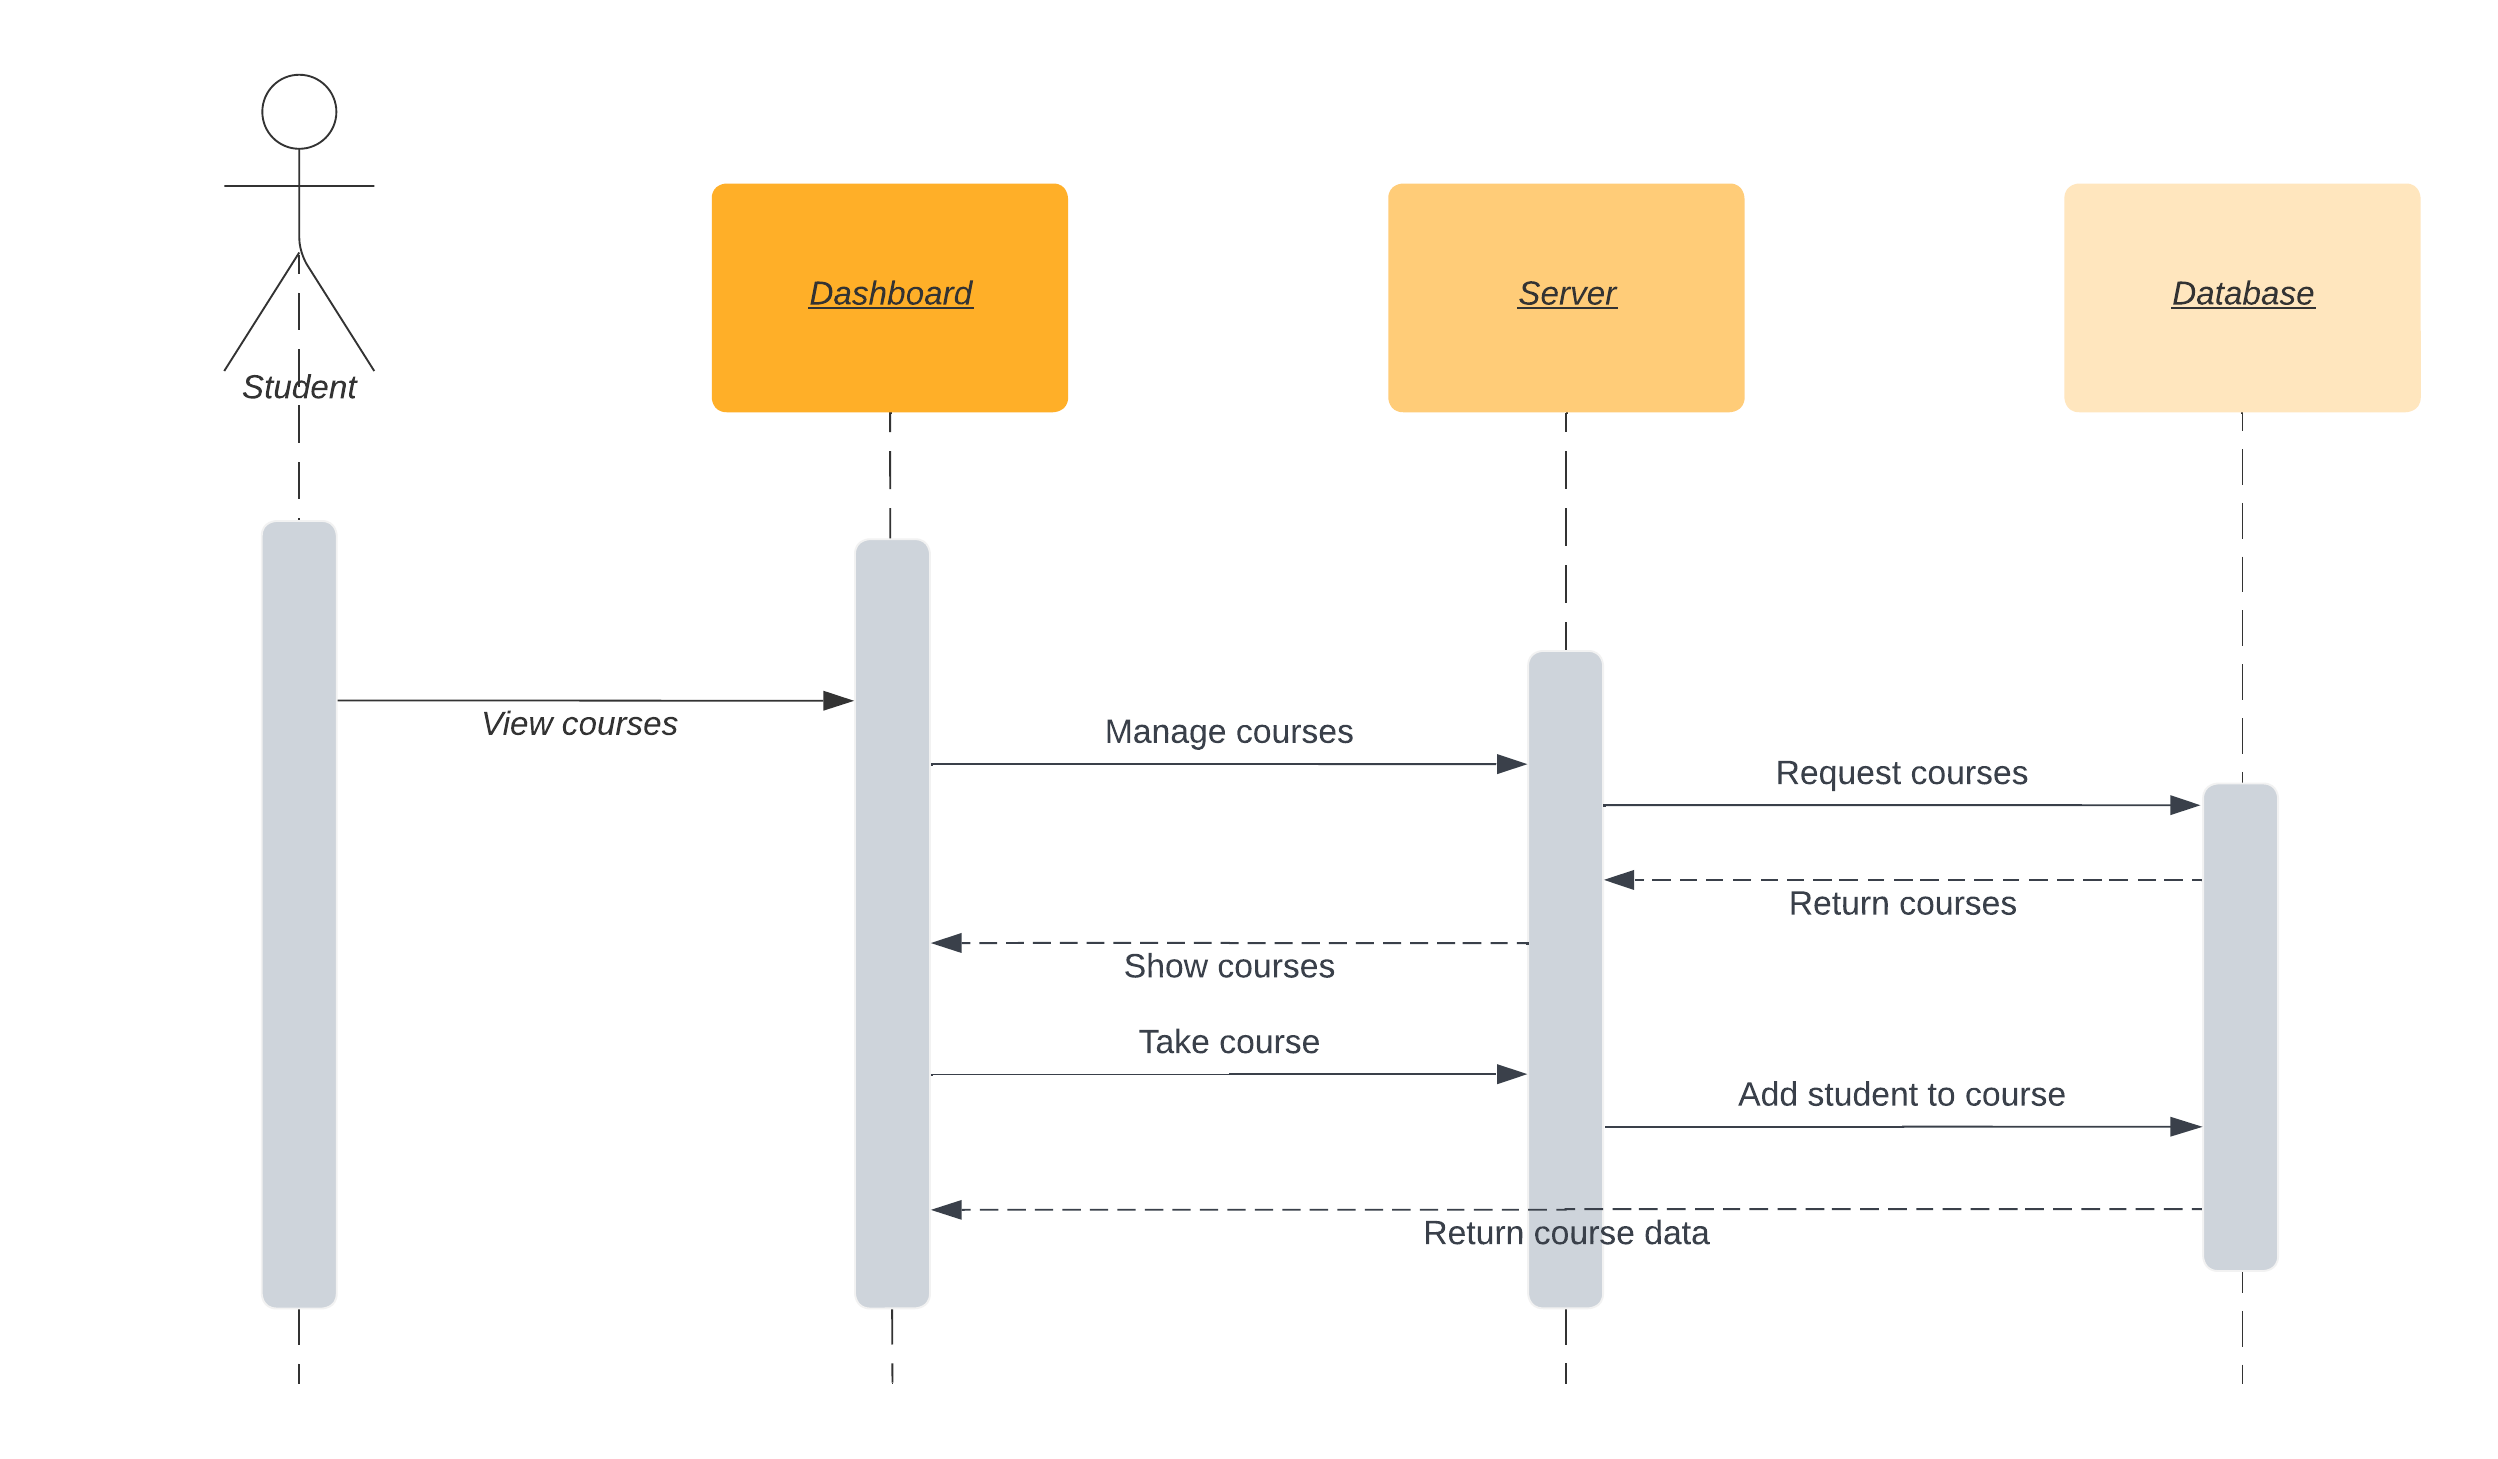 Dashboard
Server
Database
Student
View courses
Manage courses
Request courses
Return courses
Show courses
Take course
Add student to course
Return course data